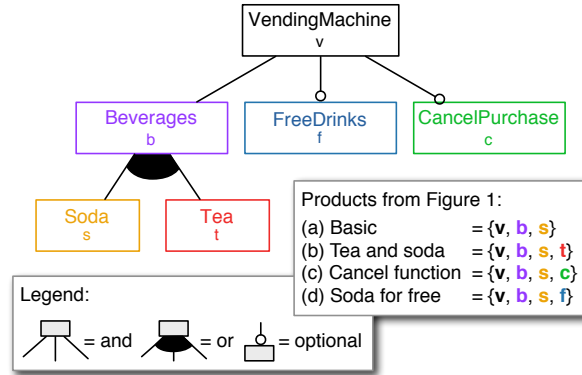 VendingMachine
v
Beverages
b
FreeDrinks
f
CancelPurchase
c
Soda
s
Tea
t
Products from Figure 1:
(a) Basic = {v, b, s}
(b) Tea and soda = {v, b, s, t}
(c) Cancel function = {v, b, s, c}
(d) Soda for free = {v, b, s, f}
Legend:
= and = or = optional